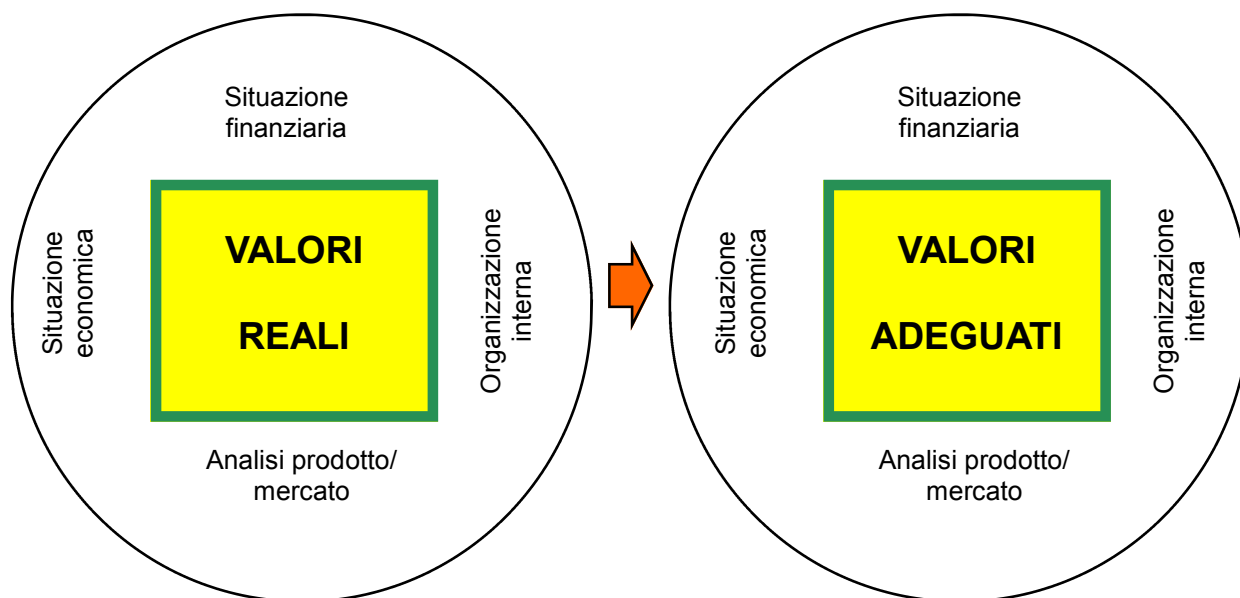 Situazione
finanziaria
Situazione
economica
VALORI
REALI
Organizzazione
interna
Analisi prodotto/
mercato
Situazione
finanziaria
Situazione
economica
VALORI
ADEGUATI
Organizzazione
interna
Analisi prodotto/
mercato